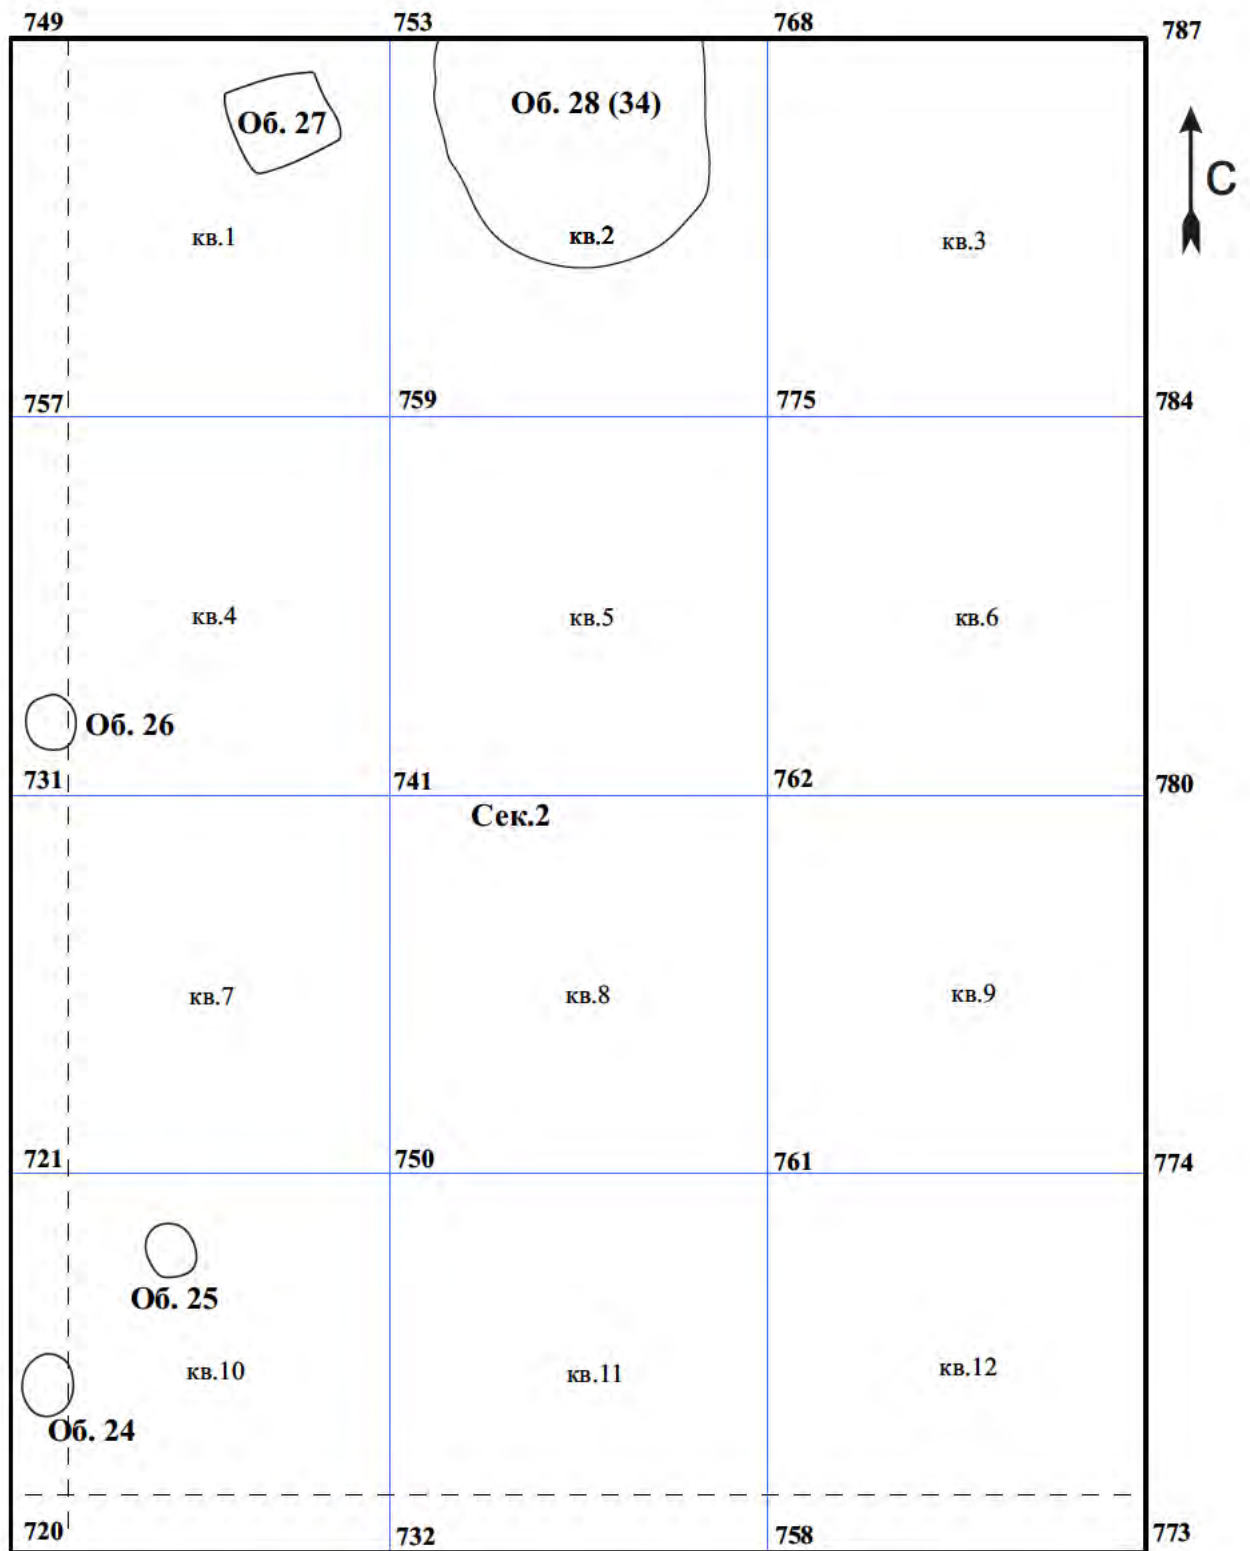 749 753 768 787
Об. 27 Об. 28 (34)
С
кв.1 кв.2 кв.3
757 759 775 784
кв.4 кв.5 кв.6
Об. 26
731 741 762 780
Сек.2
кв.7 кв.8 кв.9
721 750 761 774
Об. 25
кв.10 кв.11 кв.12
Об. 24
720 732 758 773